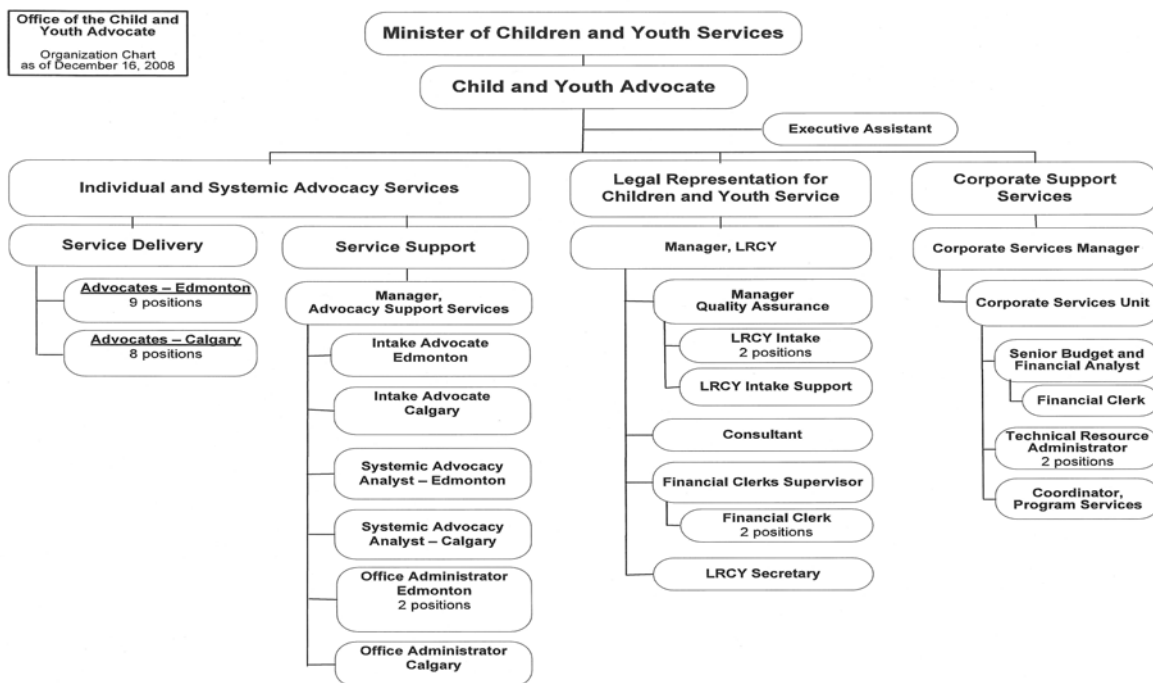 Office of the Child and
Youth Advocate
Organization Chart
as of December 16, 2008
Minister of Children and Youth Services
Child and Youth Advocate
Executive Assistant
Individual and Systemic Advocacy Services
Service Delivery
Advocates – Edmonton
9 positions
Advocates – Calgary
8 positions
Service Support
Manager,
Advocacy Support Services
Intake Advocate
Edmonton
Intake Advocate
Calgary
Systemic Advocacy
Analyst – Edmonton
Systemic Advocacy
Analyst – Calgary
Office Administrator
Edmonton
2 positions
Office Administrator
Calgary
Legal Representation for
Children and Youth Service
Manager, LRCY
Manager
Quality Assurance
LRCY Intake
2 positions
LRCY Intake Support
Consultant
Financial Clerks Supervisor
Financial Clerk
2 positions
LRCY Secretary
Corporate Support
Services
Corporate Services Manager
Corporate Services Unit
Senior Budget and
Financial Analyst
Financial Clerk
Technical Resource
Administrator
2 positions
Coordinator,
Program Services